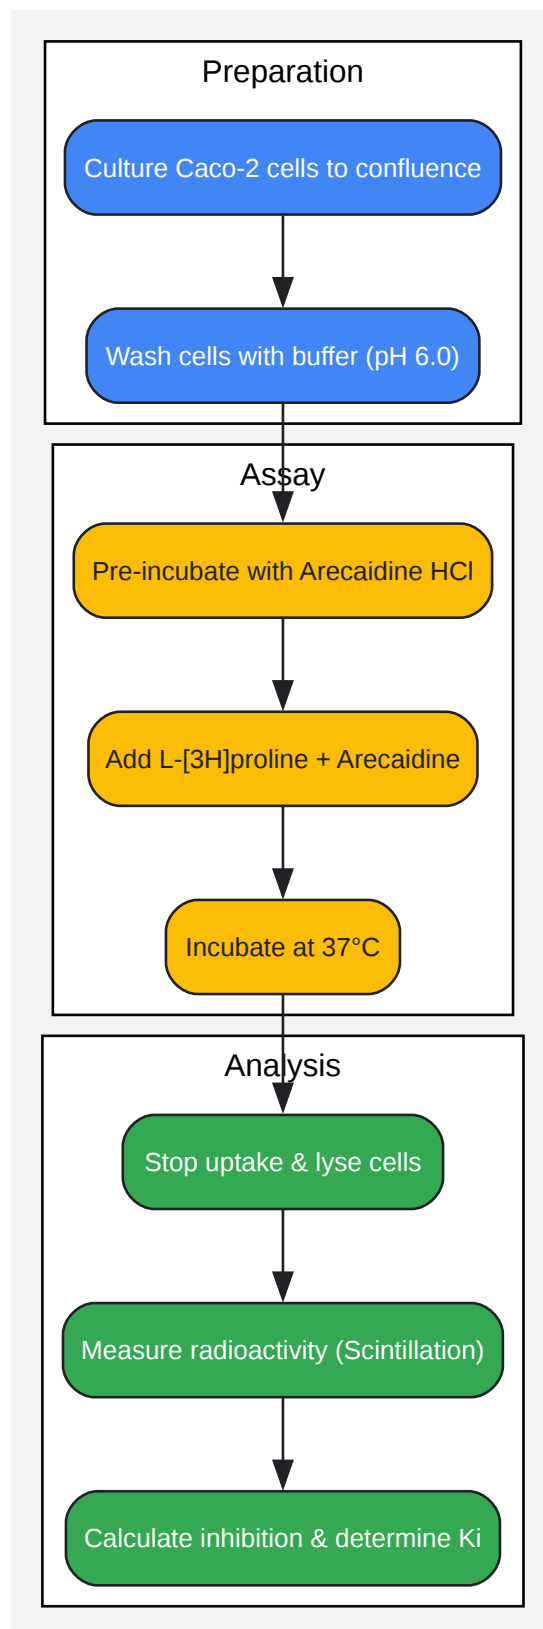 Preparation
Culture Caco-2 cells to confluence
Wash cells with buffer (pH 6.0)
Assay
Pre-incubate with Arecaidine HCl
Add L-[3H]proline + Arecaidine
Incubate at 37°C
Analysis
Stop uptake & lyse cells
Measure radioactivity (Scintillation)
Calculate inhibition & determine Ki